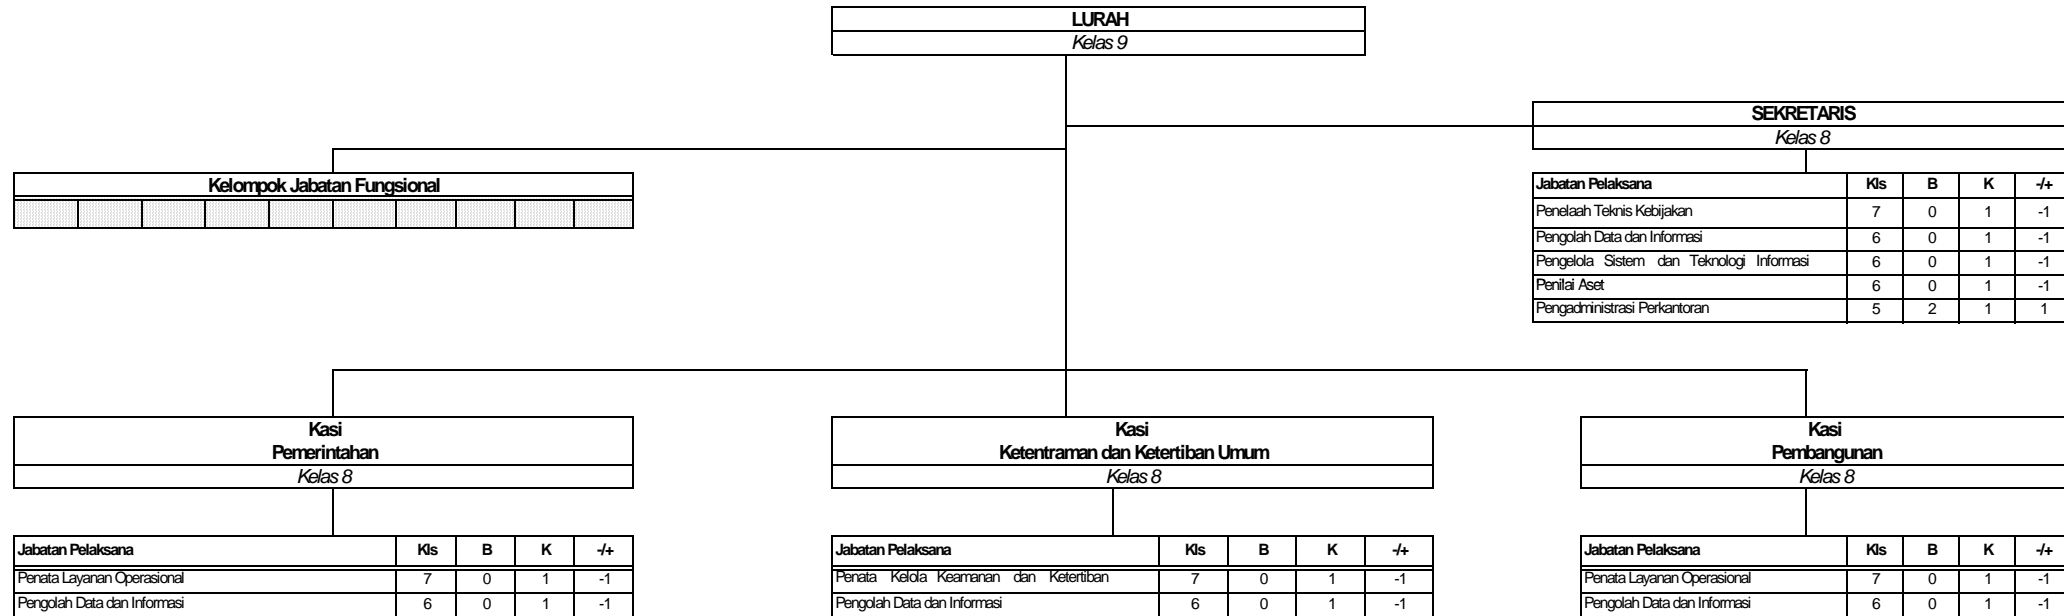 LURAH
Kelas 9
SEKRETARIS
Kelas 8
Kelompok Jabatan Fungsional
Jabatan Pelaksana Kls B K -/+
Penelaah Teknis Kebijakan 7 0 1 -1
Pengolah Data dan Informasi 6 0 1 -1
Pengelola Sistem dan Teknologi Informasi 6 0 1 -1
Penilai Aset 6 0 1 -1
Pengadministrasi Perkantoran 5 2 1 1
Kasi
Pemerintahan
Kelas 8
Jabatan Pelaksana Kls B K -/+
Penata Layanan Operasional 7 0 1 -1
Pengolah Data dan Informasi 6 0 1 -1
Kasi
Ketentraman dan Ketertiban Umum
Kelas 8
Jabatan Pelaksana Kls B K -/+
Penata Kelola Keamanan dan Ketertiban 7 0 1 -1
Pengolah Data dan Informasi 6 0 1 -1
Kasi
Pembangunan
Kelas 8
Jabatan Pelaksana Kls B K -/+
Penata Layanan Operasional 7 0 1 -1
Pengolah Data dan Informasi 6 0 1 -1